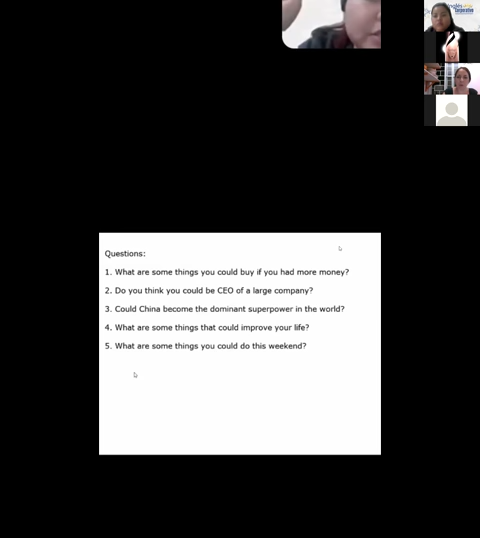 Inglés
Corporativo
Questions:
1. What are some things you could buy if you had more money?
2. Do you think you could be CEO of a large company?
3. Could China become the dominant superpower in the world?
4. What are some things that could improve your life?
5. What are some things you could do this weekend?